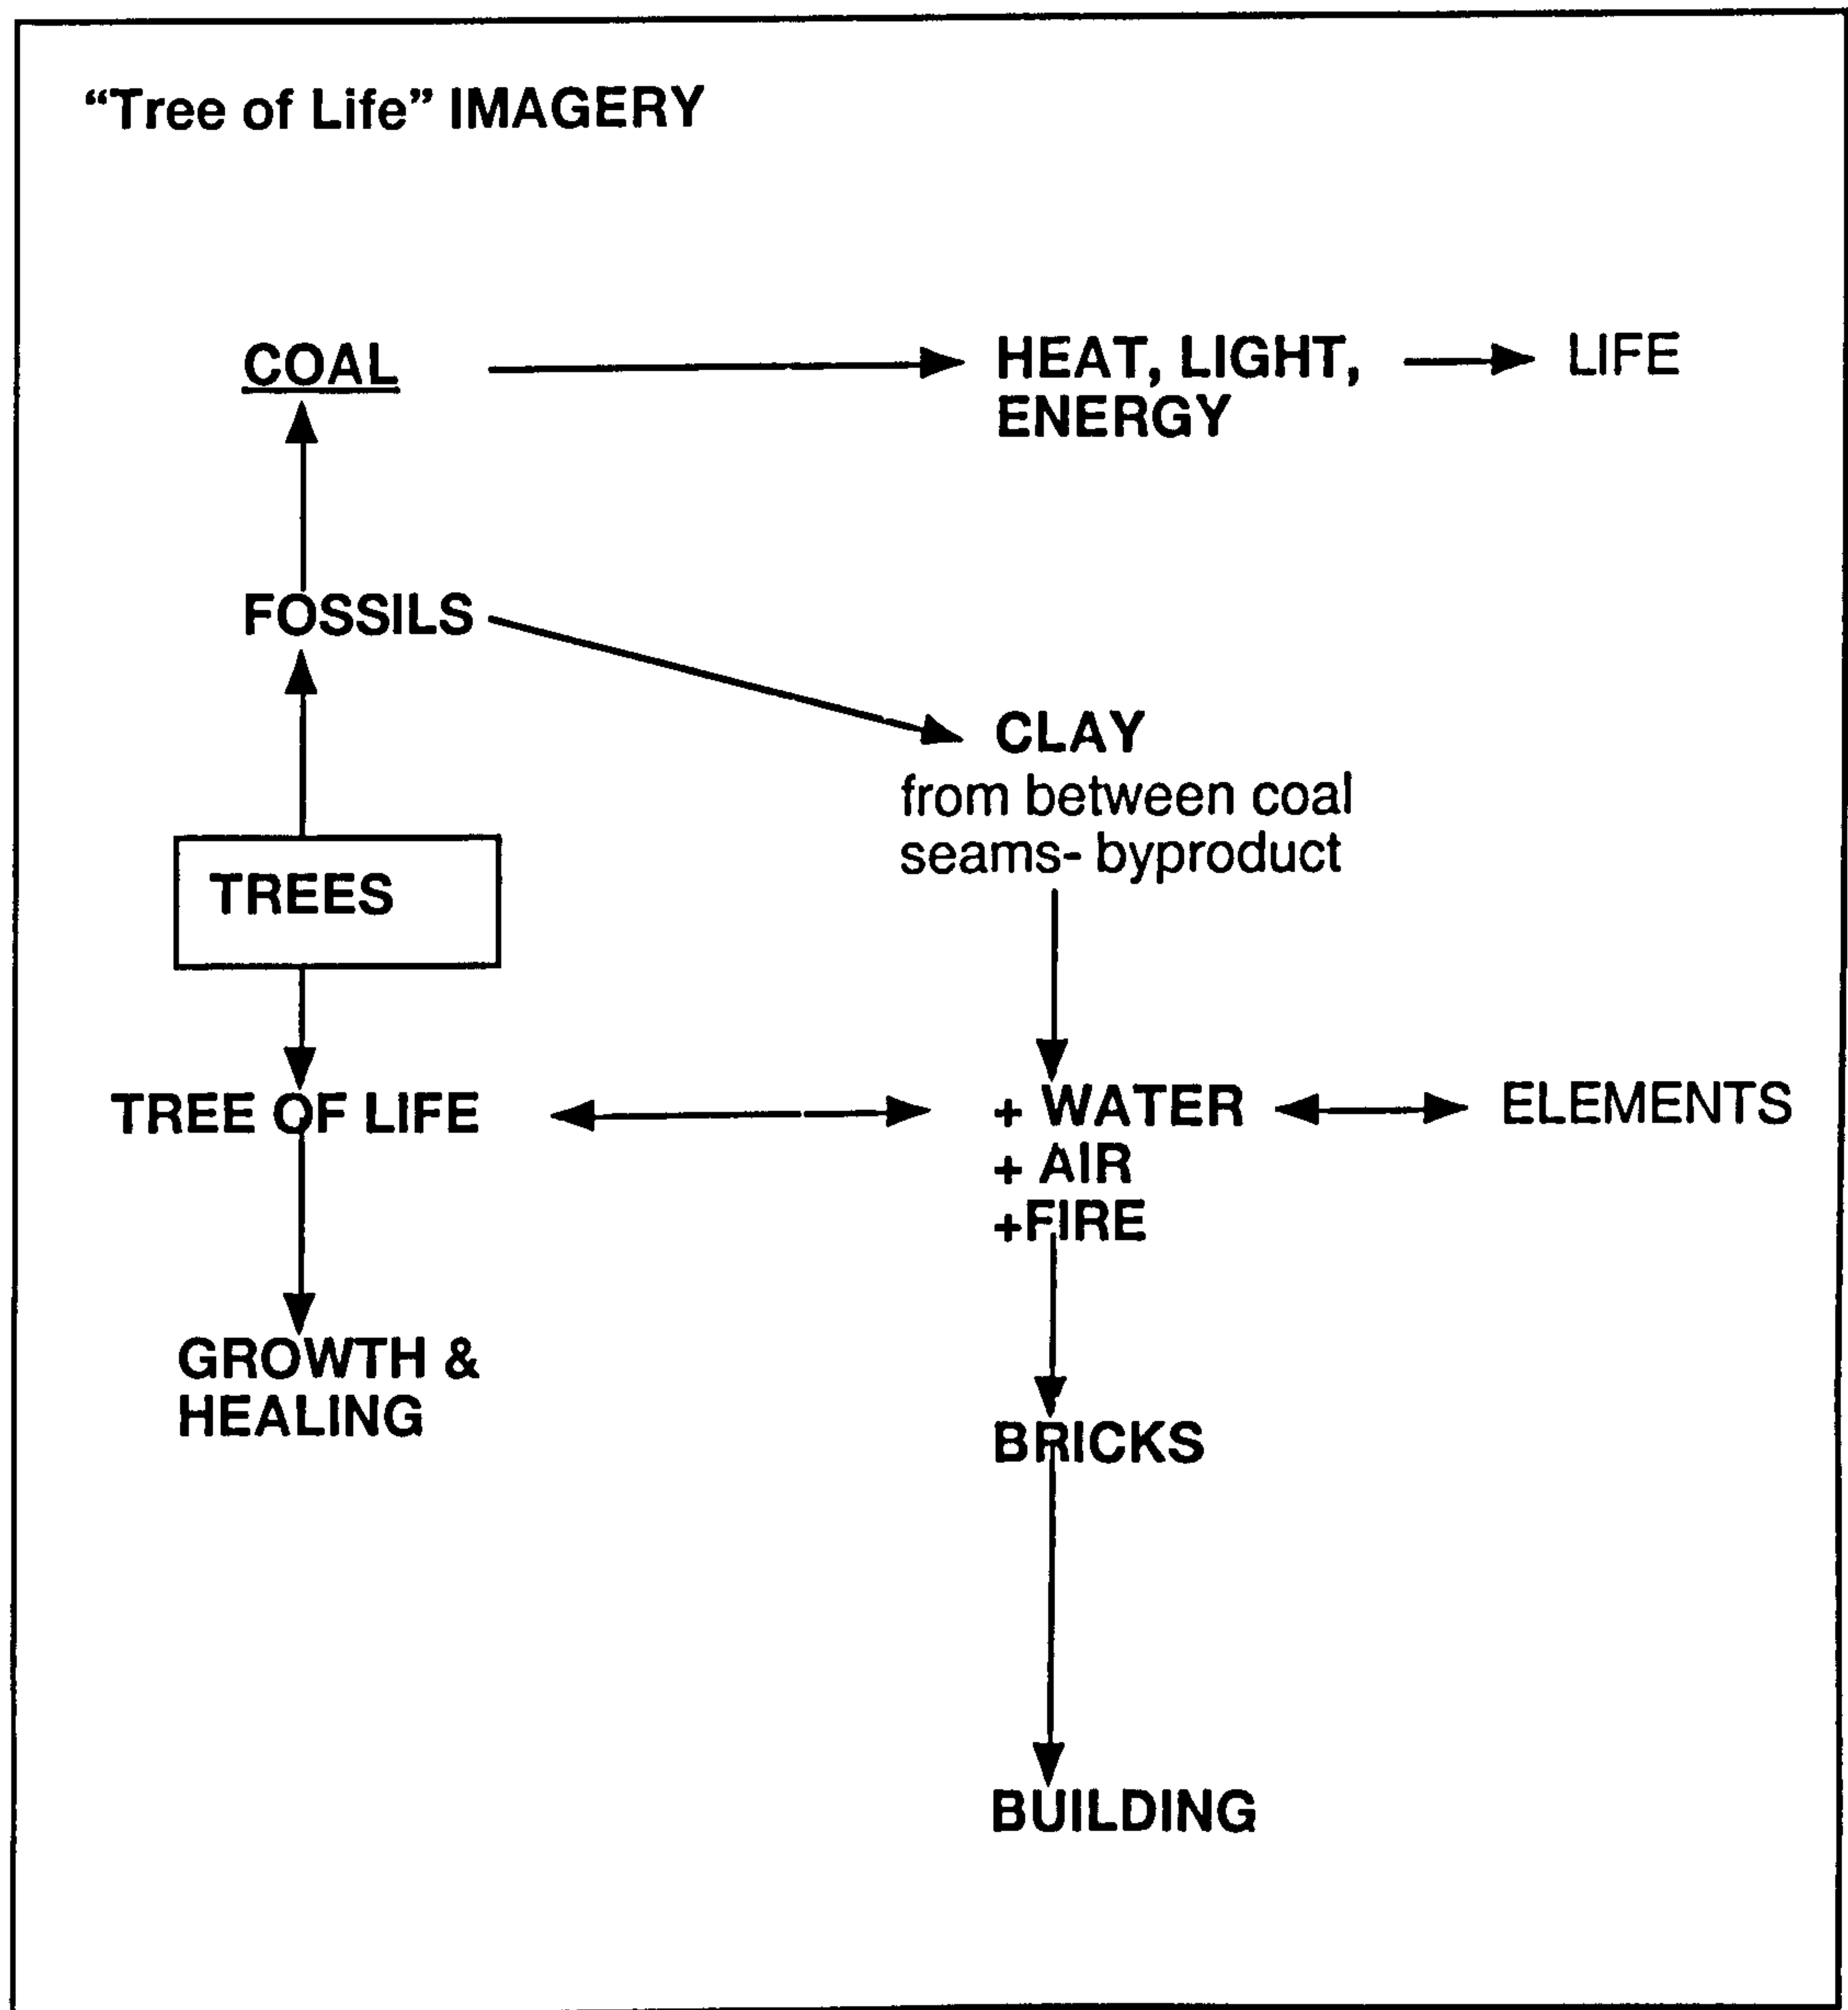 “Tree of Life” IMAGERY
COAL
HEAT, LIGHT,
ENERGY
LIFE
FOSSILS
CLAY
from between coal
seams- byproduct
TREES
TREE OF LIFE
+ WATER
+ AIR
+FIRE
ELEMENTS
GROWTH &
HEALING
BRICKS
BUILDING